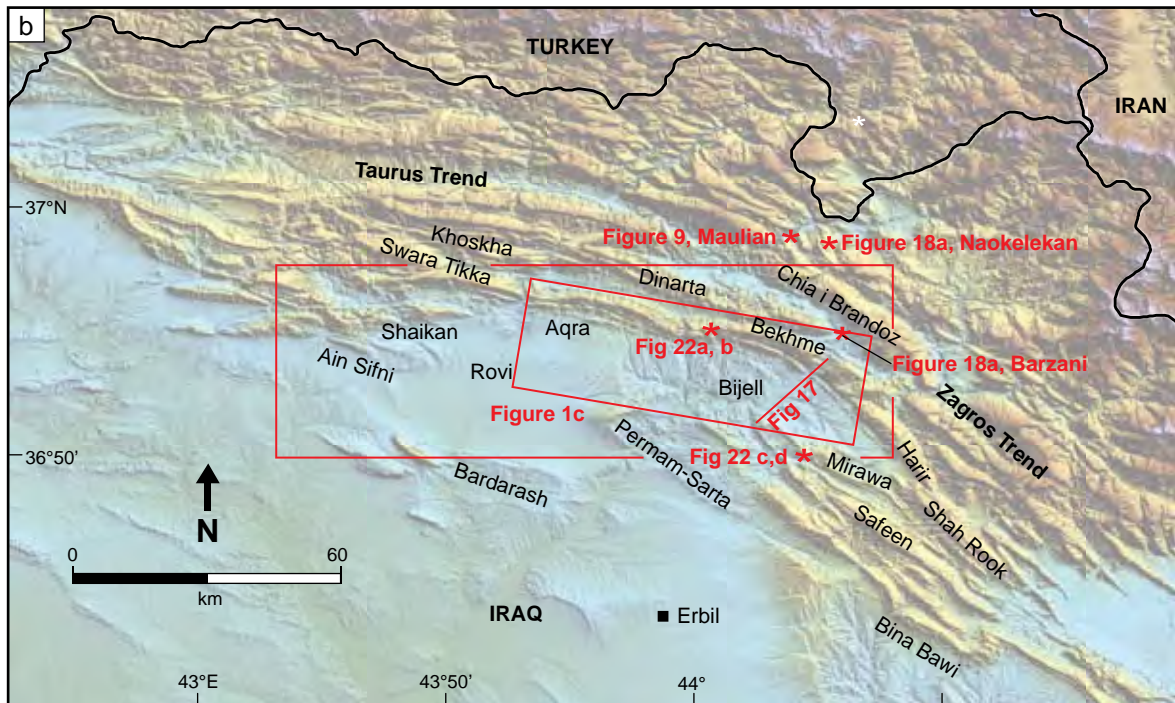 b
TURKEY
IRAN
*
Taurus Trend
37°N
Khoskha
Figure 9, Maulian *
* Figure 18a, Naokelekan
Swara Tikka
Dinarta
Chia i Brandoz
Shaikan
Aqra
*
Bekhme
*
Fig 22a, b
Ain Sifni
Rovi
Figure 18a, Barzani
Bijell
Fig 17
Zagros Trend
Figure 1c
Permam-Sarta
36°50'
Fig 22 c,d *
Mirawa
Harir
Bardarash
N
Safeen
Shah Rook
0 60
km
IRAQ
Erbil
Bina Bawi
43°E
43°50'
44°